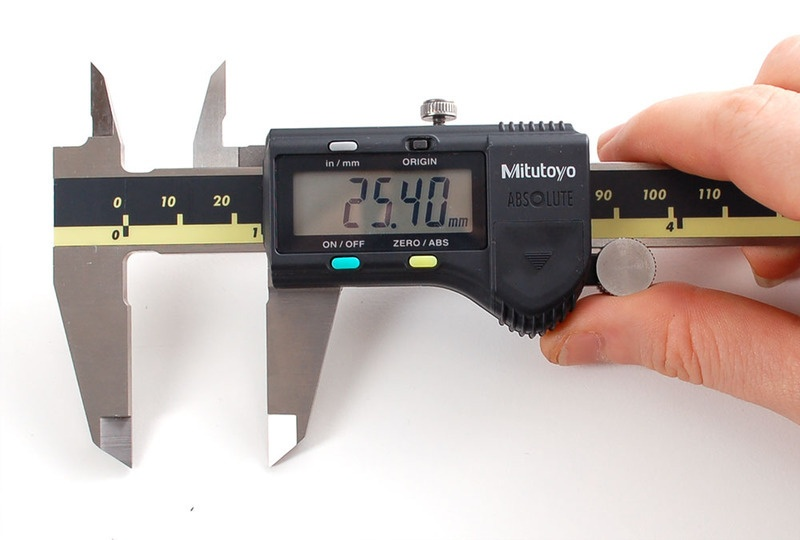 in / mm
ORIGIN
Mitutoyo
ABSOLUTE
25.40 mm
ON / OFF
ZERO / ABS
0 10 20
90 100 110
0 1
4